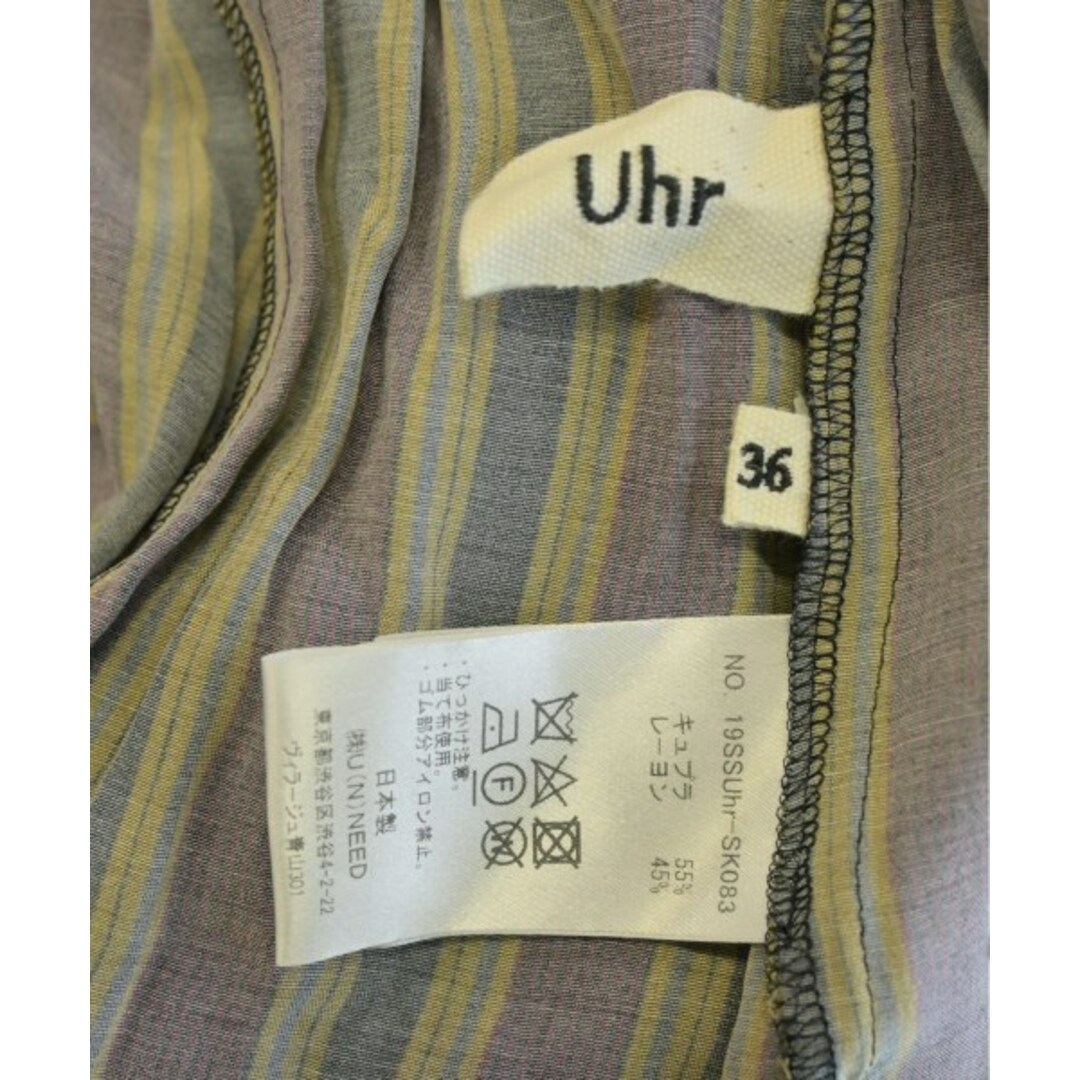 Uhr
36
NO. 19SSUhr-SK083
キュプラ 55%
レーヨン 45%
・ひっかけ注意。
・当て布使用。
・ゴム部分アイロン禁止。
日本製
㈱U(N)NEED
東京都渋谷区渋谷4-2-22
ヴィラージュ青山301